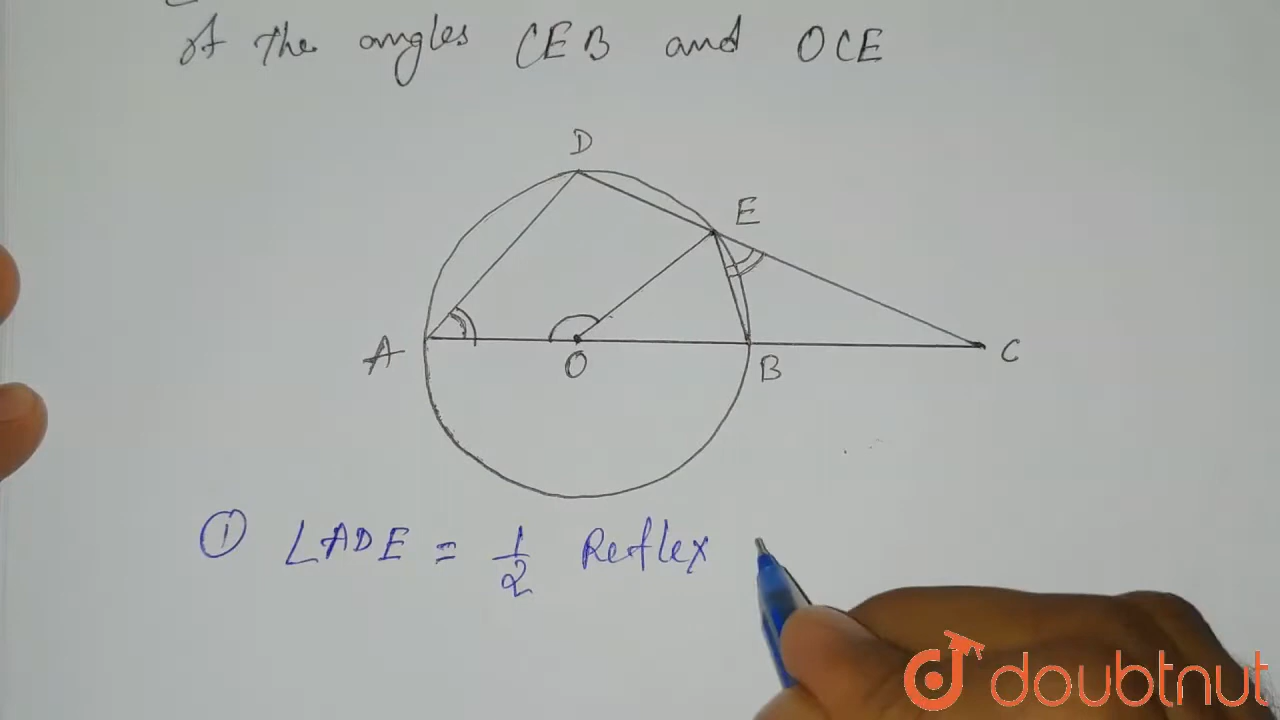 of the angles CEB and OCE
D
E
A
O
B
C
① ∠ADE = 1/2 Reflex
doubtnut